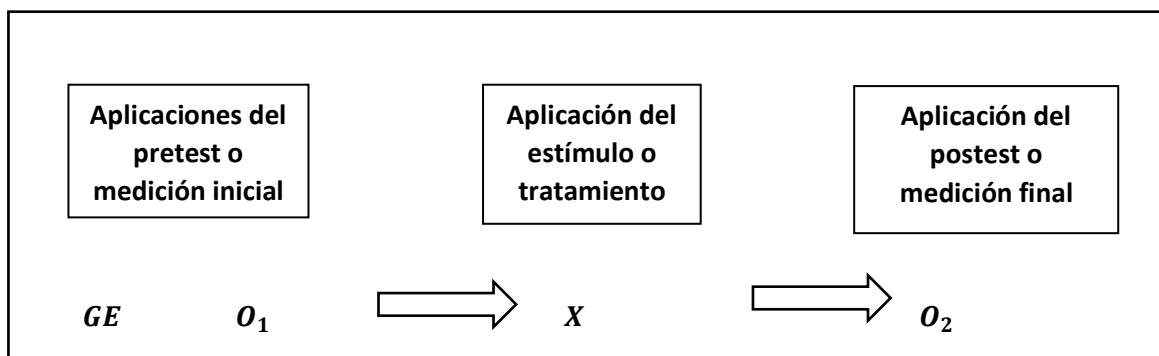 Aplicaciones del
pretest o
medición inicial
Aplicación del
estímulo o
tratamiento
Aplicación del
postest o
medición final
GE O₁ X O₂